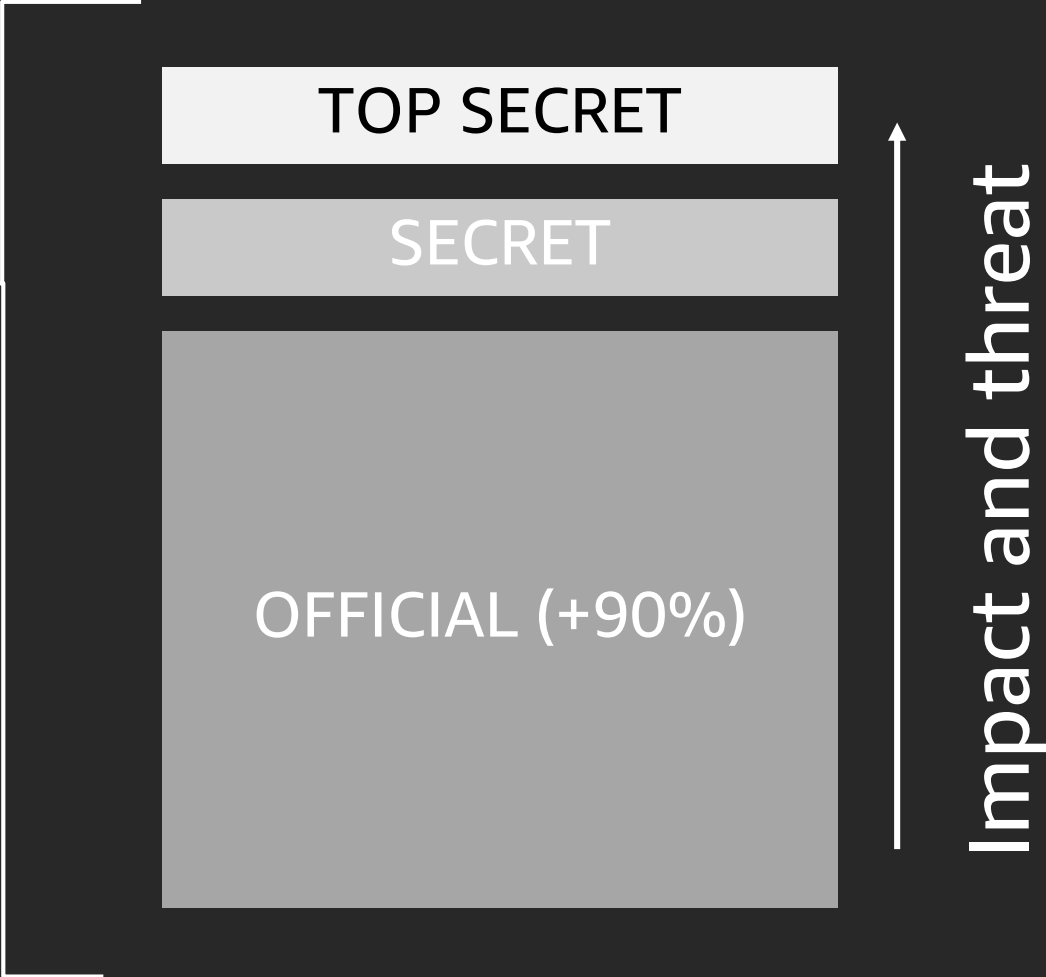 TOP SECRET
SECRET
OFFICIAL (+90%)
Impact and threat